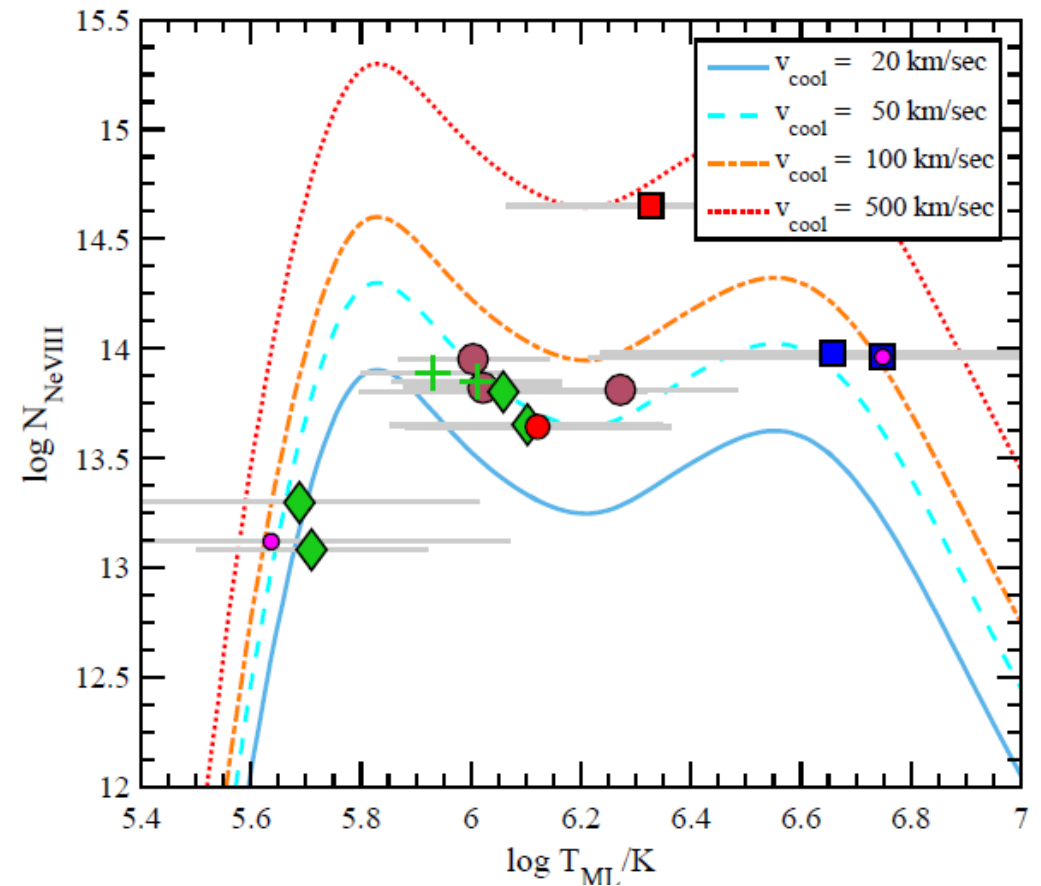 15.5
15
14.5
14
13.5
13
12.5
12
log N_NeVIII
v_cool = 20 km/sec
v_cool = 50 km/sec
v_cool = 100 km/sec
v_cool = 500 km/sec
5.4 5.6 5.8 6 6.2 6.4 6.6 6.8 7
log T_ML/K